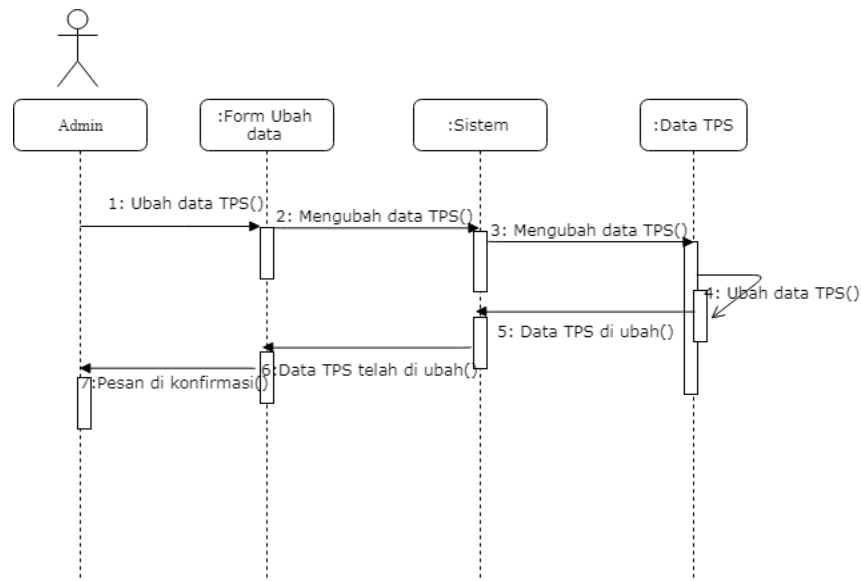 Admin
:Form Ubah
data
:Sistem
:Data TPS
1: Ubah data TPS()
2: Mengubah data TPS()
3: Mengubah data TPS()
4: Ubah data TPS()
5: Data TPS di ubah()
6:Data TPS telah di ubah()
7:Pesan di konfirmasi()